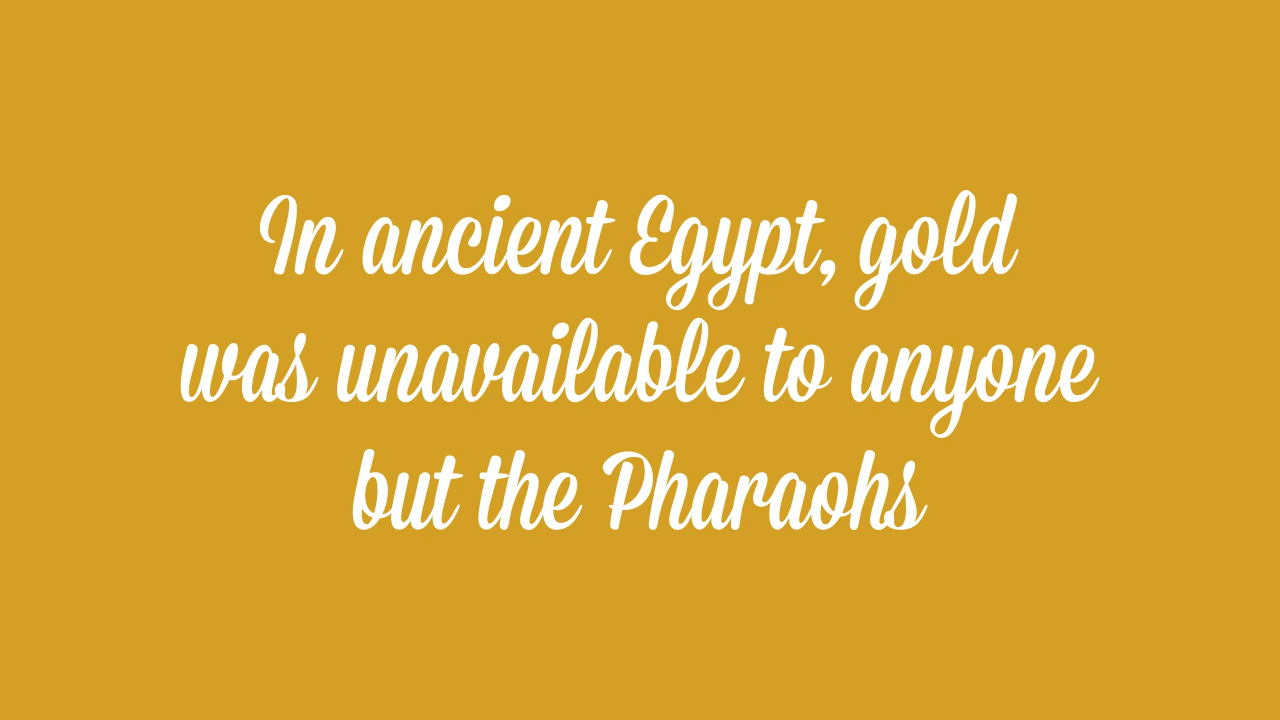 In ancient Egypt, gold
was unavailable to anyone
but the Pharaohs